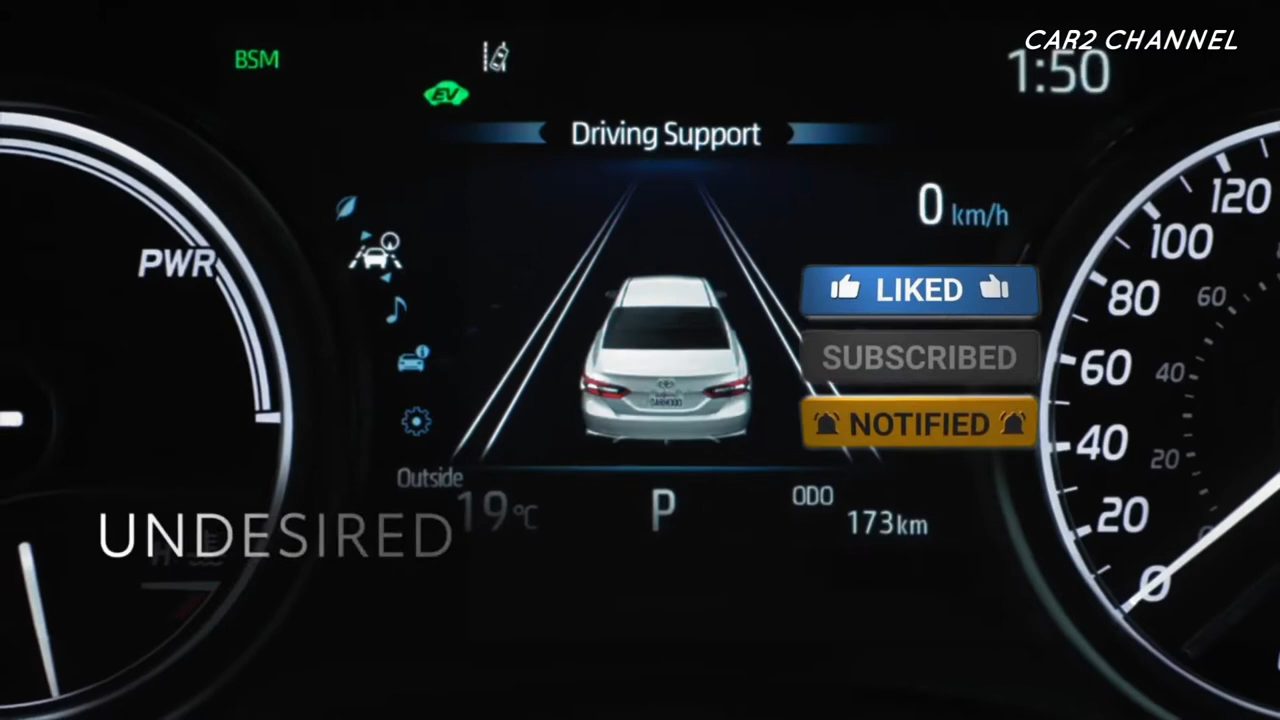 CAR2 CHANNEL
BSM
1:50
EV
Driving Support
0 km/h
PWR
120
100
80
60
40
20
0
60
40
20
LIKED
SUBSCRIBED
NOTIFIED
Outside
19°C
P
ODO
173km
UNDESIRED
H